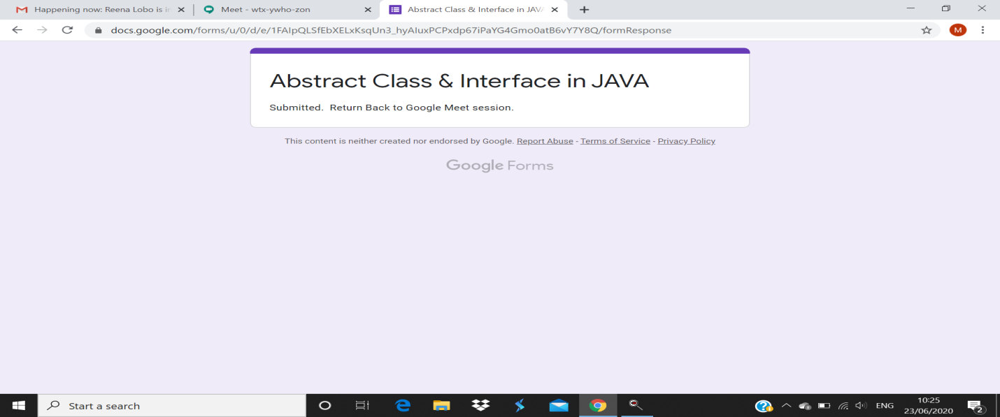 Happening now: Reena Lobo is in
Meet - wtx-ywho-zon
Abstract Class & Interface in JAVA
docs.google.com/forms/u/0/d/e/1FAIpQLSfEbXELxKsqUn3_hyAIuxPCPxdp67iPaYG4Gmo0atB6vY7Y8Q/formResponse
M
Abstract Class & Interface in JAVA
Submitted.  Return Back to Google Meet session.
This content is neither created nor endorsed by Google. Report Abuse - Terms of Service - Privacy Policy
Google Forms
Start a search
ENG
10:25
23/06/2020
2